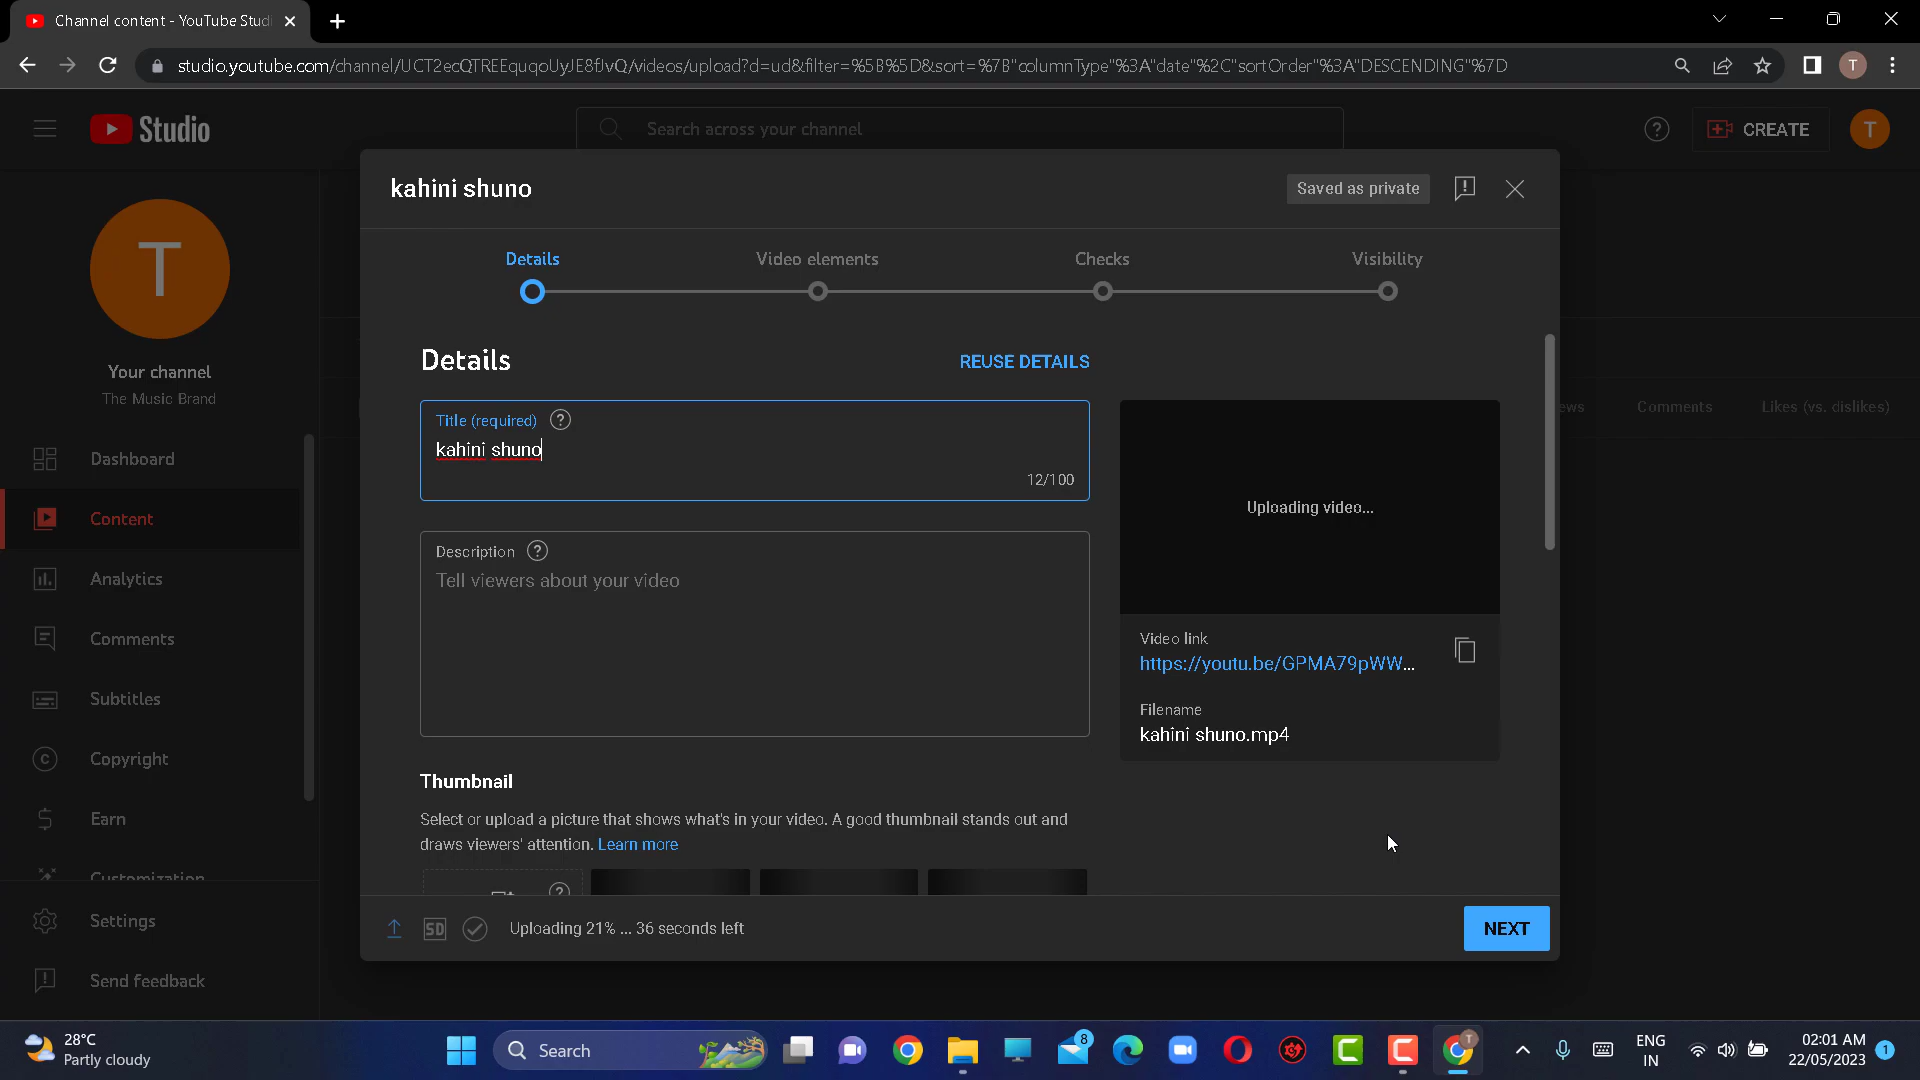 Channel content - YouTube Studi
studio.youtube.com/channel/UCT2ecQTREEquqoUyJE8fJvQ/videos/upload?d=ud&filter=%5B%5D&sort=%7B"columnType"%3A"date"%2C"sortOrder"%3A"DESCENDING"%7D
T
Studio
Search across your channel
CREATE
T
kahini shuno
Saved as private
T
Details
Video elements
Checks
Visibility
Your channel
The Music Brand
Details
REUSE DETAILS
Title (required)
kahini shuno
12/100
ews
Comments
Likes (vs. dislikes)
Dashboard
Content
Analytics
Comments
Subtitles
Copyright
Earn
Customization
Settings
Send feedback
Description
Tell viewers about your video
Uploading video...
Video link
https://youtu.be/GPMA79pWW...
Filename
kahini shuno.mp4
Thumbnail
Select or upload a picture that shows what's in your video. A good thumbnail stands out and
draws viewers' attention. Learn more
SD
Uploading 21% ... 36 seconds left
NEXT
28°C
Partly cloudy
Search
8
T
ENG
IN
02:01 AM
22/05/2023
1